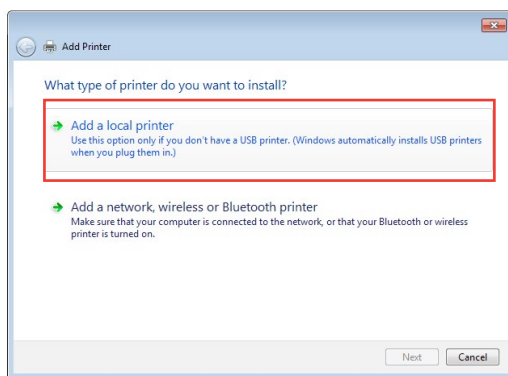 Add Printer
What type of printer do you want to install?
Add a local printer
Use this option only if you don't have a USB printer. (Windows automatically installs USB printers
when you plug them in.)
Add a network, wireless or Bluetooth printer
Make sure that your computer is connected to the network, or that your Bluetooth or wireless
printer is turned on.
Next Cancel